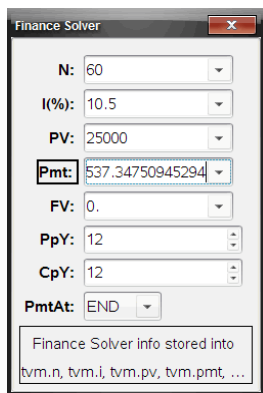 Finance Solver
x
N: 60
I(%): 10.5
PV: 25000
Pmt: 537.34750945294
FV: 0.
PpY: 12
CpY: 12
PmtAt: END
Finance Solver info stored into
tvm.n, tvm.i, tvm.pv, tvm.pmt, ...